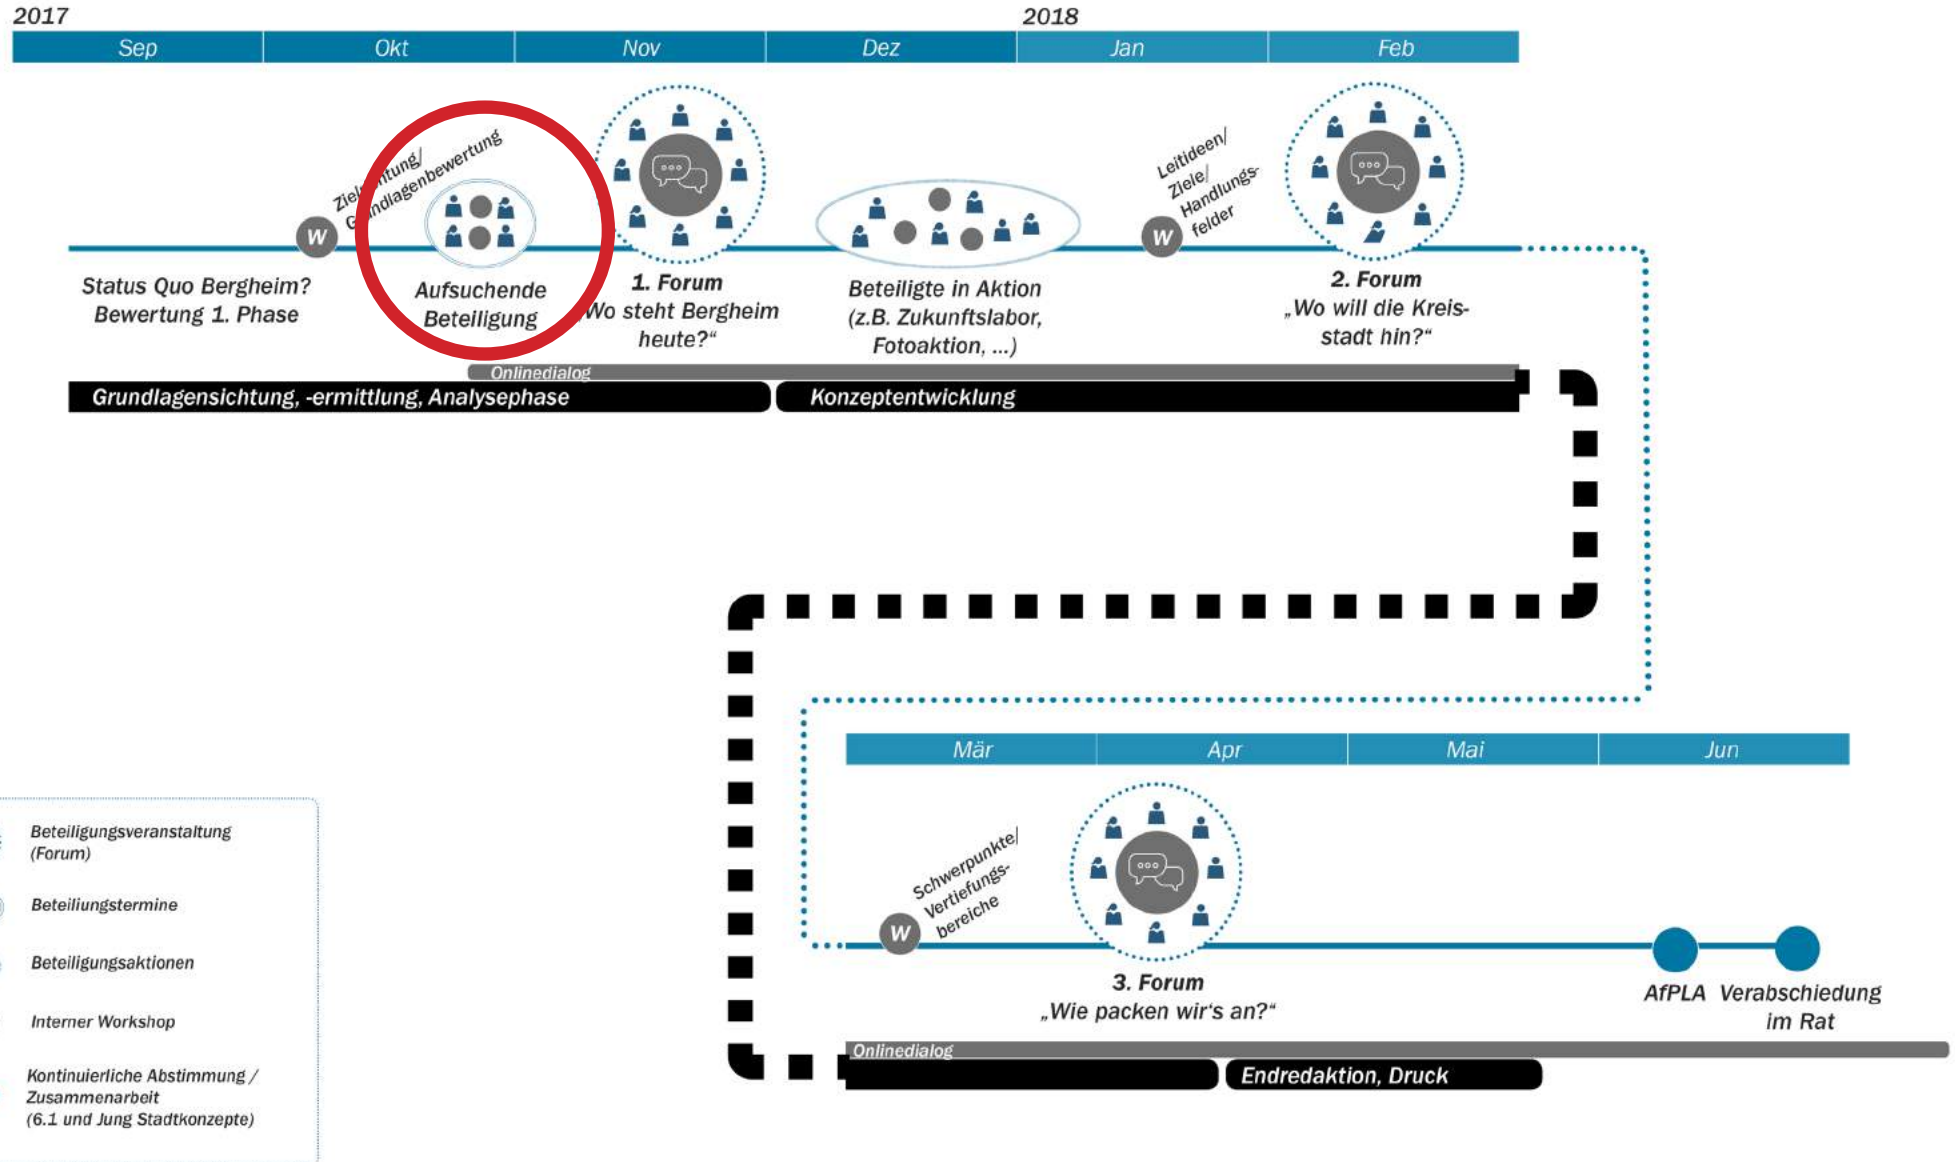 2017
2018
Sep
Okt
Nov
Dez
Jan
Feb
Zielrichtung/
Grundlagenbewertung
Leitideen/
Ziele/
Handlungs-
felder
W
W
Status Quo Bergheim?
Bewertung 1. Phase
Aufsuchende
Beteiligung
1. Forum
„Wo steht Bergheim
heute?“
Beteiligte in Aktion
(z.B. Zukunftslabor,
Fotoaktion, ...)
2. Forum
„Wo will die Kreis-
stadt hin?“
Onlinedialog
Grundlagensichtung, -ermittlung, Analysephase
Konzeptentwicklung
Mär
Apr
Mai
Jun
Schwerpunkte/
Vertiefungs-
bereiche
W
3. Forum
„Wie packen wir‘s an?“
AfPLA
Verabschiedung
im Rat
Onlinedialog
Endredaktion, Druck
Beteiligungsveranstaltung
(Forum)
Beteiliungstermine
Beteiligungsaktionen
Interner Workshop
Kontinuierliche Abstimmung /
Zusammenarbeit
(6.1 und Jung Stadtkonzepte)